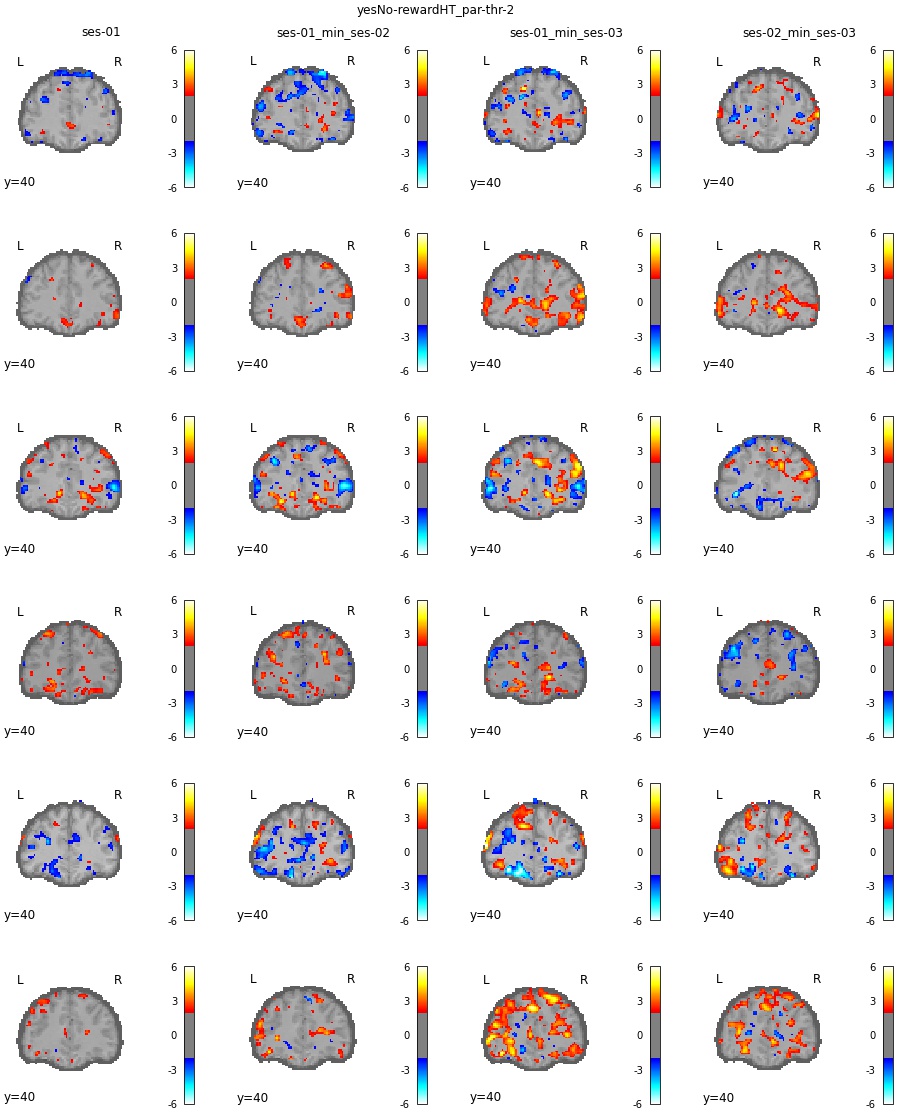 yesNo-rewardHT_par-thr-2
ses-01 ses-01_min_ses-02 ses-01_min_ses-03 ses-02_min_ses-03
L R 6 3 0 -3 -6 y=40 L R 6 3 0 -3 -6 y=40 L R 6 3 0 -3 -6 y=40 L R 6 3 0 -3 -6 y=40
L R 6 3 0 -3 -6 y=40 L R 6 3 0 -3 -6 y=40 L R 6 3 0 -3 -6 y=40 L R 6 3 0 -3 -6 y=40
L R 6 3 0 -3 -6 y=40 L R 6 3 0 -3 -6 y=40 L R 6 3 0 -3 -6 y=40 L R 6 3 0 -3 -6 y=40
L R 6 3 0 -3 -6 y=40 L R 6 3 0 -3 -6 y=40 L R 6 3 0 -3 -6 y=40 L R 6 3 0 -3 -6 y=40
L R 6 3 0 -3 -6 y=40 L R 6 3 0 -3 -6 y=40 L R 6 3 0 -3 -6 y=40 L R 6 3 0 -3 -6 y=40
L R 6 3 0 -3 -6 y=40 L R 6 3 0 -3 -6 y=40 L R 6 3 0 -3 -6 y=40 L R 6 3 0 -3 -6 y=40